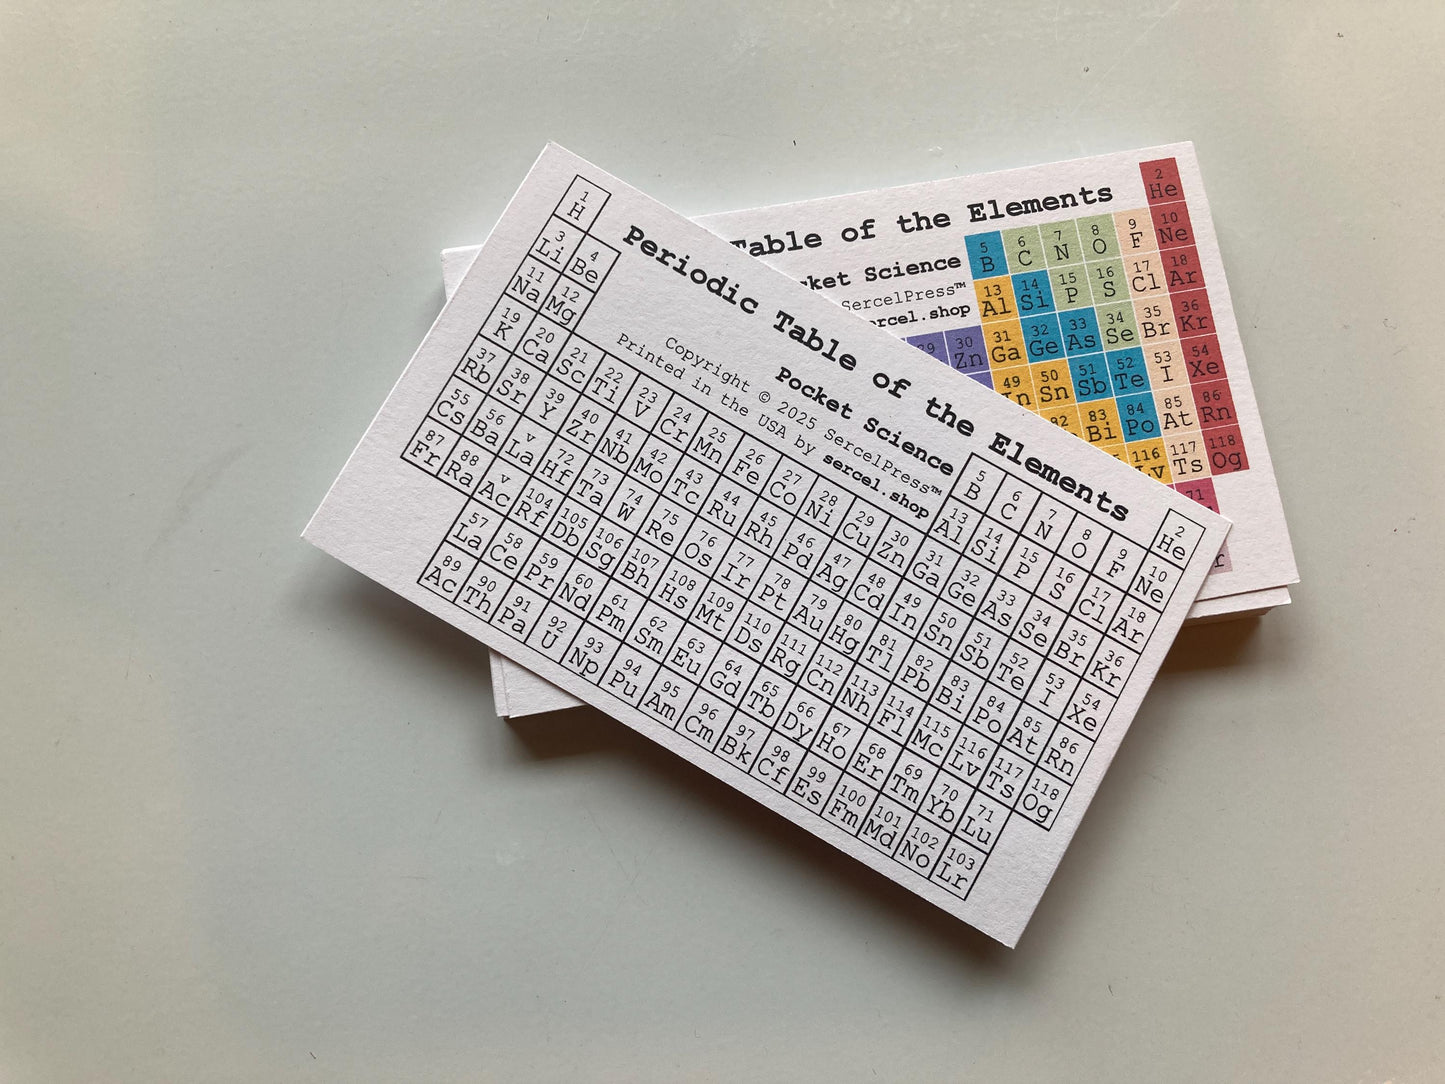 Periodic Table of the Elements
Pocket Science
Copyright © 2025 SercelPress™
Printed in the USA by sercel.shop
1 2
H He
3 4 5 6 7 8 9 10
Li Be B C N O F Ne
11 12 13 14 15 16 17 18
Na Mg Al Si P S Cl Ar
19 20 21 22 23 24 25 26 27 28 29 30 31 32 33 34 35 36
K Ca Sc Ti V Cr Mn Fe Co Ni Cu Zn Ga Ge As Se Br Kr
37 38 39 40 41 42 43 44 45 46 47 48 49 50 51 52 53 54
Rb Sr Y Zr Nb Mo Tc Ru Rh Pd Ag Cd In Sn Sb Te I Xe
55 56 v 72 73 74 75 76 77 78 79 80 81 82 83 84 85 86
Cs Ba La Hf Ta W Re Os Ir Pt Au Hg Tl Pb Bi Po At Rn
87 88 v 104 105 106 107 108 109 110 111 112 113 114 115 116 117 118
Fr Ra Ac Rf Db Sg Bh Hs Mt Ds Rg Cn Nh Fl Mc Lv Ts Og
57 58 59 60 61 62 63 64 65 66 67 68 69 70 71
La Ce Pr Nd Pm Sm Eu Gd Tb Dy Ho Er Tm Yb Lu
89 90 91 92 93 94 95 96 97 98 99 100 101 102 103
Ac Th Pa U Np Pu Am Cm Bk Cf Es Fm Md No Lr
Table of the Elements
Science
SercelPress™
ercel.shop
2
He
5 6 7 8 9 10
B C N O F Ne
13 14 15 16 17 18
Al Si P S Cl Ar
29 30 31 32 33 34 35 36
Zn Ga Ge As Se Br Kr
49 50 51 52 53 54
In Sn Sb Te I Xe
82 83 84 85 86
Bi Po At Rn
116 117 118
Lv Ts Og
71